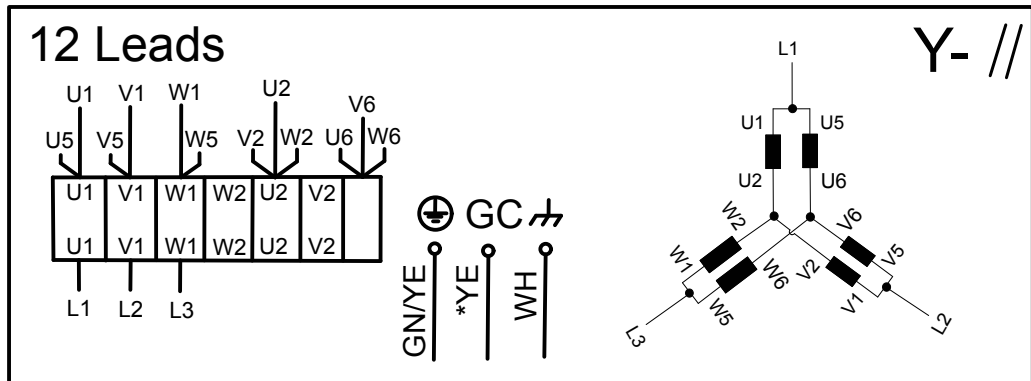 12 Leads
Y- //
U1 V1 W1 U2 V6
U5 V5 W5 V2 W2 U6 W6
U1 V1 W1 W2 U2 V2
U1 V1 W1 W2 U2 V2
L1 L2 L3
GC
GN/YE *YE WH
L1
U1 U5
U2 U6
W2 V6
W1 W6 V2 V5
W5 V1
L3 L2